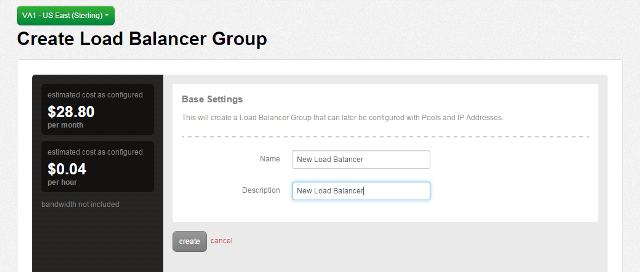 VA1 - US East (Sterling)
Create Load Balancer Group
estimated cost as configured
$28.80
per month
estimated cost as configured
$0.04
per hour
bandwidth not included
Base Settings
This will create a Load Balancer Group that can later be configured with Pools and IP Addresses.
Name New Load Balancer
Description New Load Balancer
create cancel